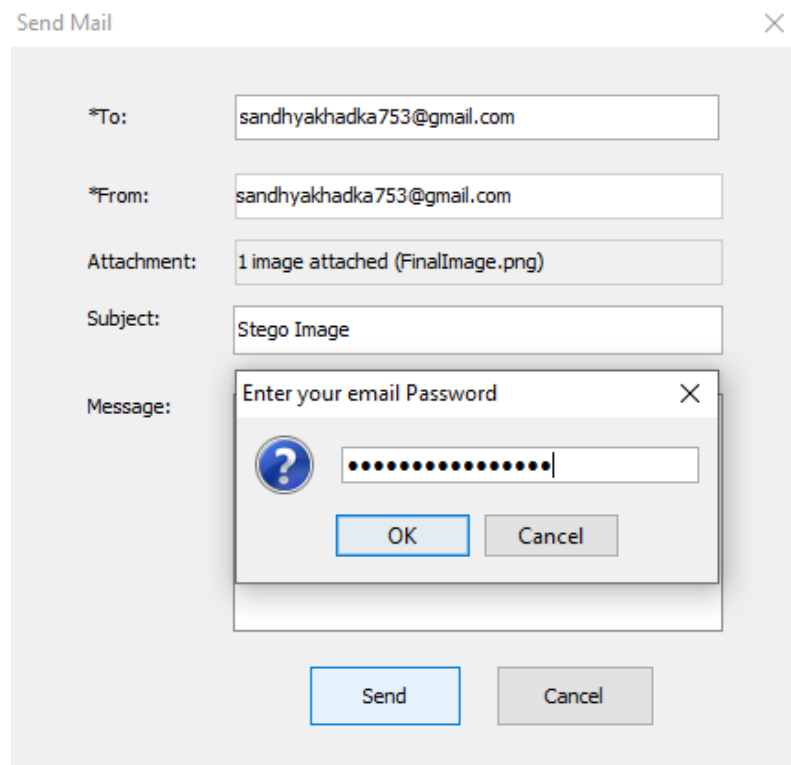 Send Mail
*To:
sandhyakhadka753@gmail.com
*From:
sandhyakhadka753@gmail.com
Attachment:
1 image attached (FinalImage.png)
Subject:
Stego Image
Message:
Enter your email Password
?
••••••••••••••••
OK
Cancel
Send
Cancel